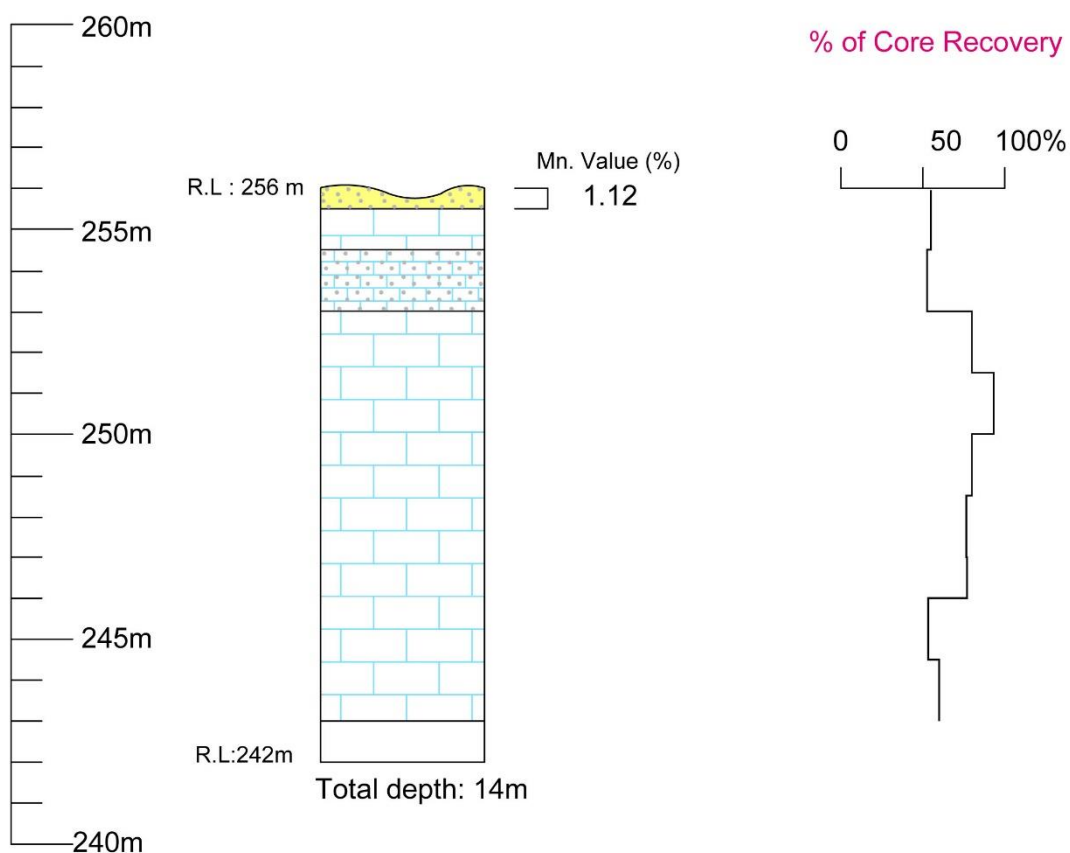 260m
% of Core Recovery
0 50 100%
Mn. Value (%)
R.L : 256 m
1.12
255m
250m
245m
R.L:242m
Total depth: 14m
240m